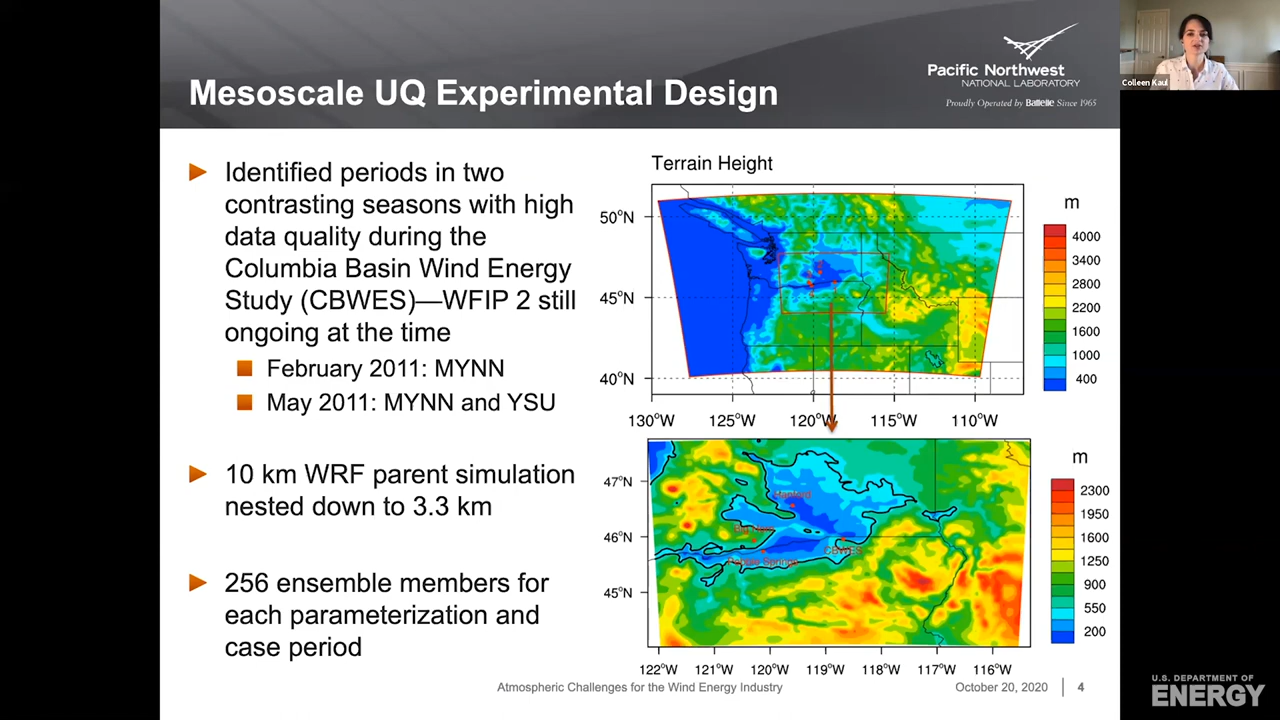 Mesoscale UQ Experimental Design
Pacific Northwest
NATIONAL LABORATORY
Proudly Operated by Battelle Since 1965
Colleen Kaul
Identified periods in two
contrasting seasons with high
data quality during the
Columbia Basin Wind Energy
Study (CBWES)—WFIP 2 still
ongoing at the time
February 2011: MYNN
May 2011: MYNN and YSU
10 km WRF parent simulation
nested down to 3.3 km
256 ensemble members for
each parameterization and
case period
Terrain Height
50°N
45°N
40°N
130°W 125°W 120°W 115°W 110°W
m
4000
3400
2800
2200
1600
1000
400
47°N
46°N
45°N
Hanford
CBWES
122°W 121°W 120°W 119°W 118°W 117°W 116°W
m
2300
1950
1600
1250
900
550
200
Atmospheric Challenges for the Wind Energy Industry
October 20, 2020 4
U.S. DEPARTMENT OF
ENERGY